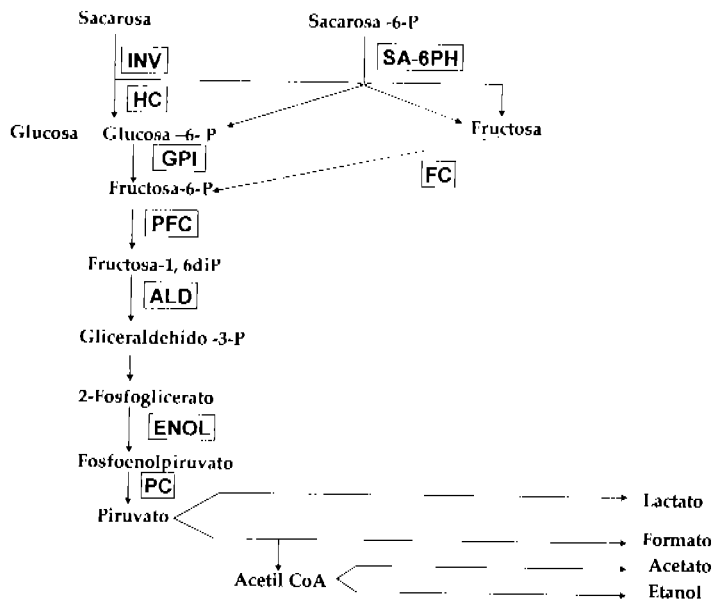 Sacarosa
Sacarosa -6-P
INV
SA-6PH
HC
Glucosa
Glucosa -6- P
Fructosa
GPI
FC
Fructosa-6-P
PFC
Fructosa-1, 6diP
ALD
Gliceraldehído -3-P
2-Fosfoglicerato
ENOL
Fosfoenolpiruvato
PC
Piruvato
Lactato
Formato
Acetil CoA
Acetato
Etanol